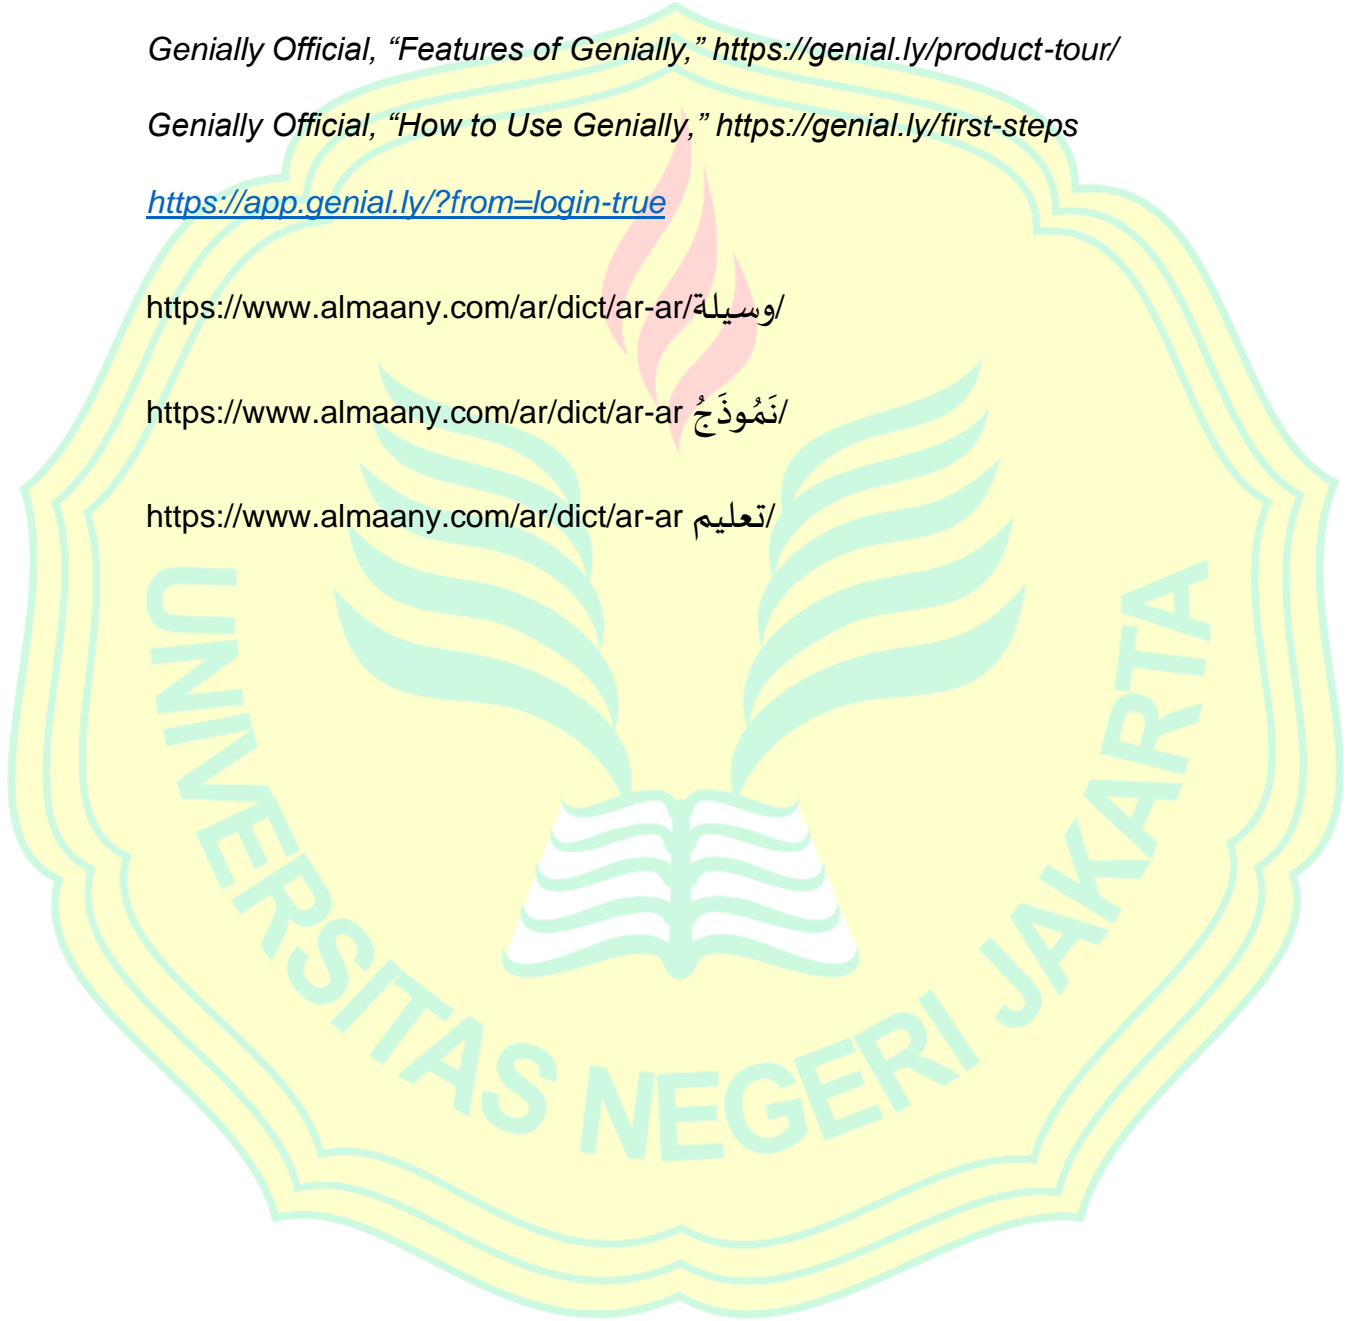 Genially Official, “Features of Genially,” https://genial.ly/product-tour/
Genially Official, “How to Use Genially,” https://genial.ly/first-steps
https://app.genial.ly/?from=login-true
https://www.almaany.com/ar/dict/ar-ar/وسيلة/
https://www.almaany.com/ar/dict/ar-ar نَمُوذَجُ/
https://www.almaany.com/ar/dict/ar-ar تعليم/
UNIVERSITAS NEGERI JAKARTA